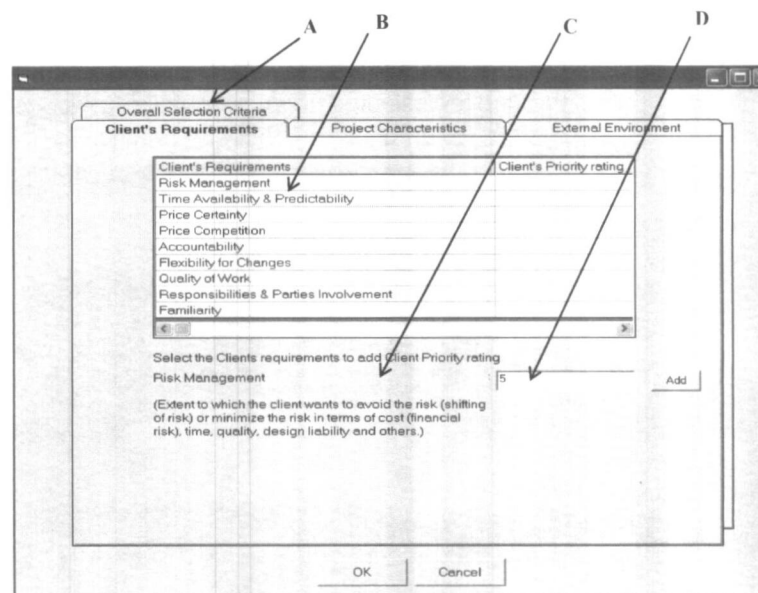 A B C D
Overall Selection Criteria
Client's Requirements Project Characteristics External Environment
Client's Requirements Client's Priority rating
Risk Management
Time Availability & Predictability
Price Certainty
Price Competition
Accountability
Flexibility for Changes
Quality of Work
Responsibilities & Parties Involvement
Familiarity
Select the Clients requirements to add Client Priority rating
Risk Management 5 Add
(Extent to which the client wants to avoid the risk (shifting
of risk) or minimize the risk in terms of cost (financial
risk), time, quality, design liability and others.)
OK Cancel